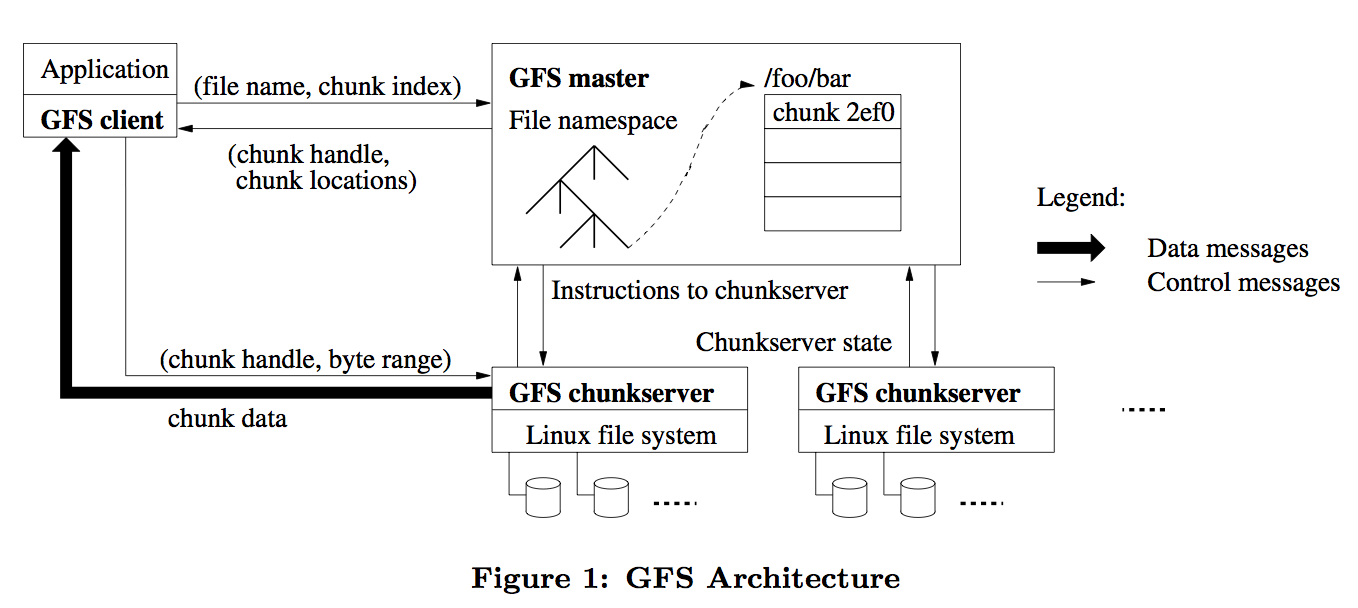 Application
GFS client
(file name, chunk index)
(chunk handle,
chunk locations)
GFS master
File namespace
/foo/bar
chunk 2ef0
Legend:
Data messages
Control messages
Instructions to chunkserver
Chunkserver state
(chunk handle, byte range)
chunk data
GFS chunkserver
Linux file system
GFS chunkserver
Linux file system
Figure 1: GFS Architecture